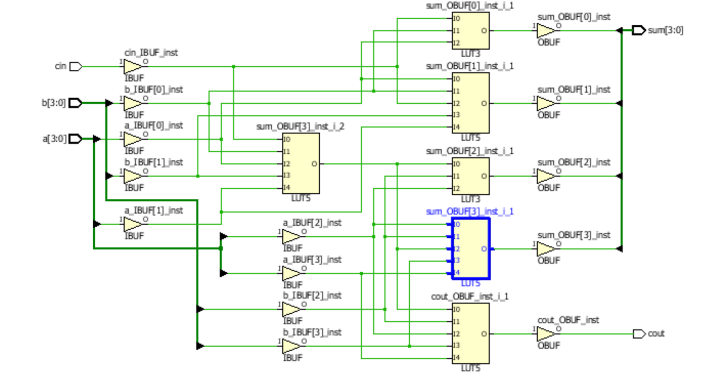 sum_OBUF[0]_inst_i_1
I0
I1 O
I2
LUT3
sum_OBUF[0]_inst
I O
OBUF
sum[3:0]
cin
cin_IBUF_inst
I O
IBUF
sum_OBUF[1]_inst_i_1
I0
I1
I2 O
I3
I4
LUT5
sum_OBUF[1]_inst
I O
OBUF
b[3:0]
b_IBUF[0]_inst
I O
IBUF
a[3:0]
a_IBUF[0]_inst
I O
IBUF
sum_OBUF[3]_inst_i_2
I0
I1
I2 O
I3
I4
LUT5
b_IBUF[1]_inst
I O
IBUF
sum_OBUF[2]_inst_i_1
I0
I1 O
I2
LUT3
sum_OBUF[2]_inst
I O
OBUF
a_IBUF[1]_inst
I O
IBUF
a_IBUF[2]_inst
I O
IBUF
sum_OBUF[3]_inst_i_1
I0
I1
I2 O
I3
I4
LUT5
sum_OBUF[3]_inst
I O
OBUF
a_IBUF[3]_inst
I O
IBUF
b_IBUF[2]_inst
I O
IBUF
b_IBUF[3]_inst
I O
IBUF
cout_OBUF_inst_i_1
I0
I1
I2 O
I3
I4
LUT5
cout_OBUF_inst
I O
OBUF
cout